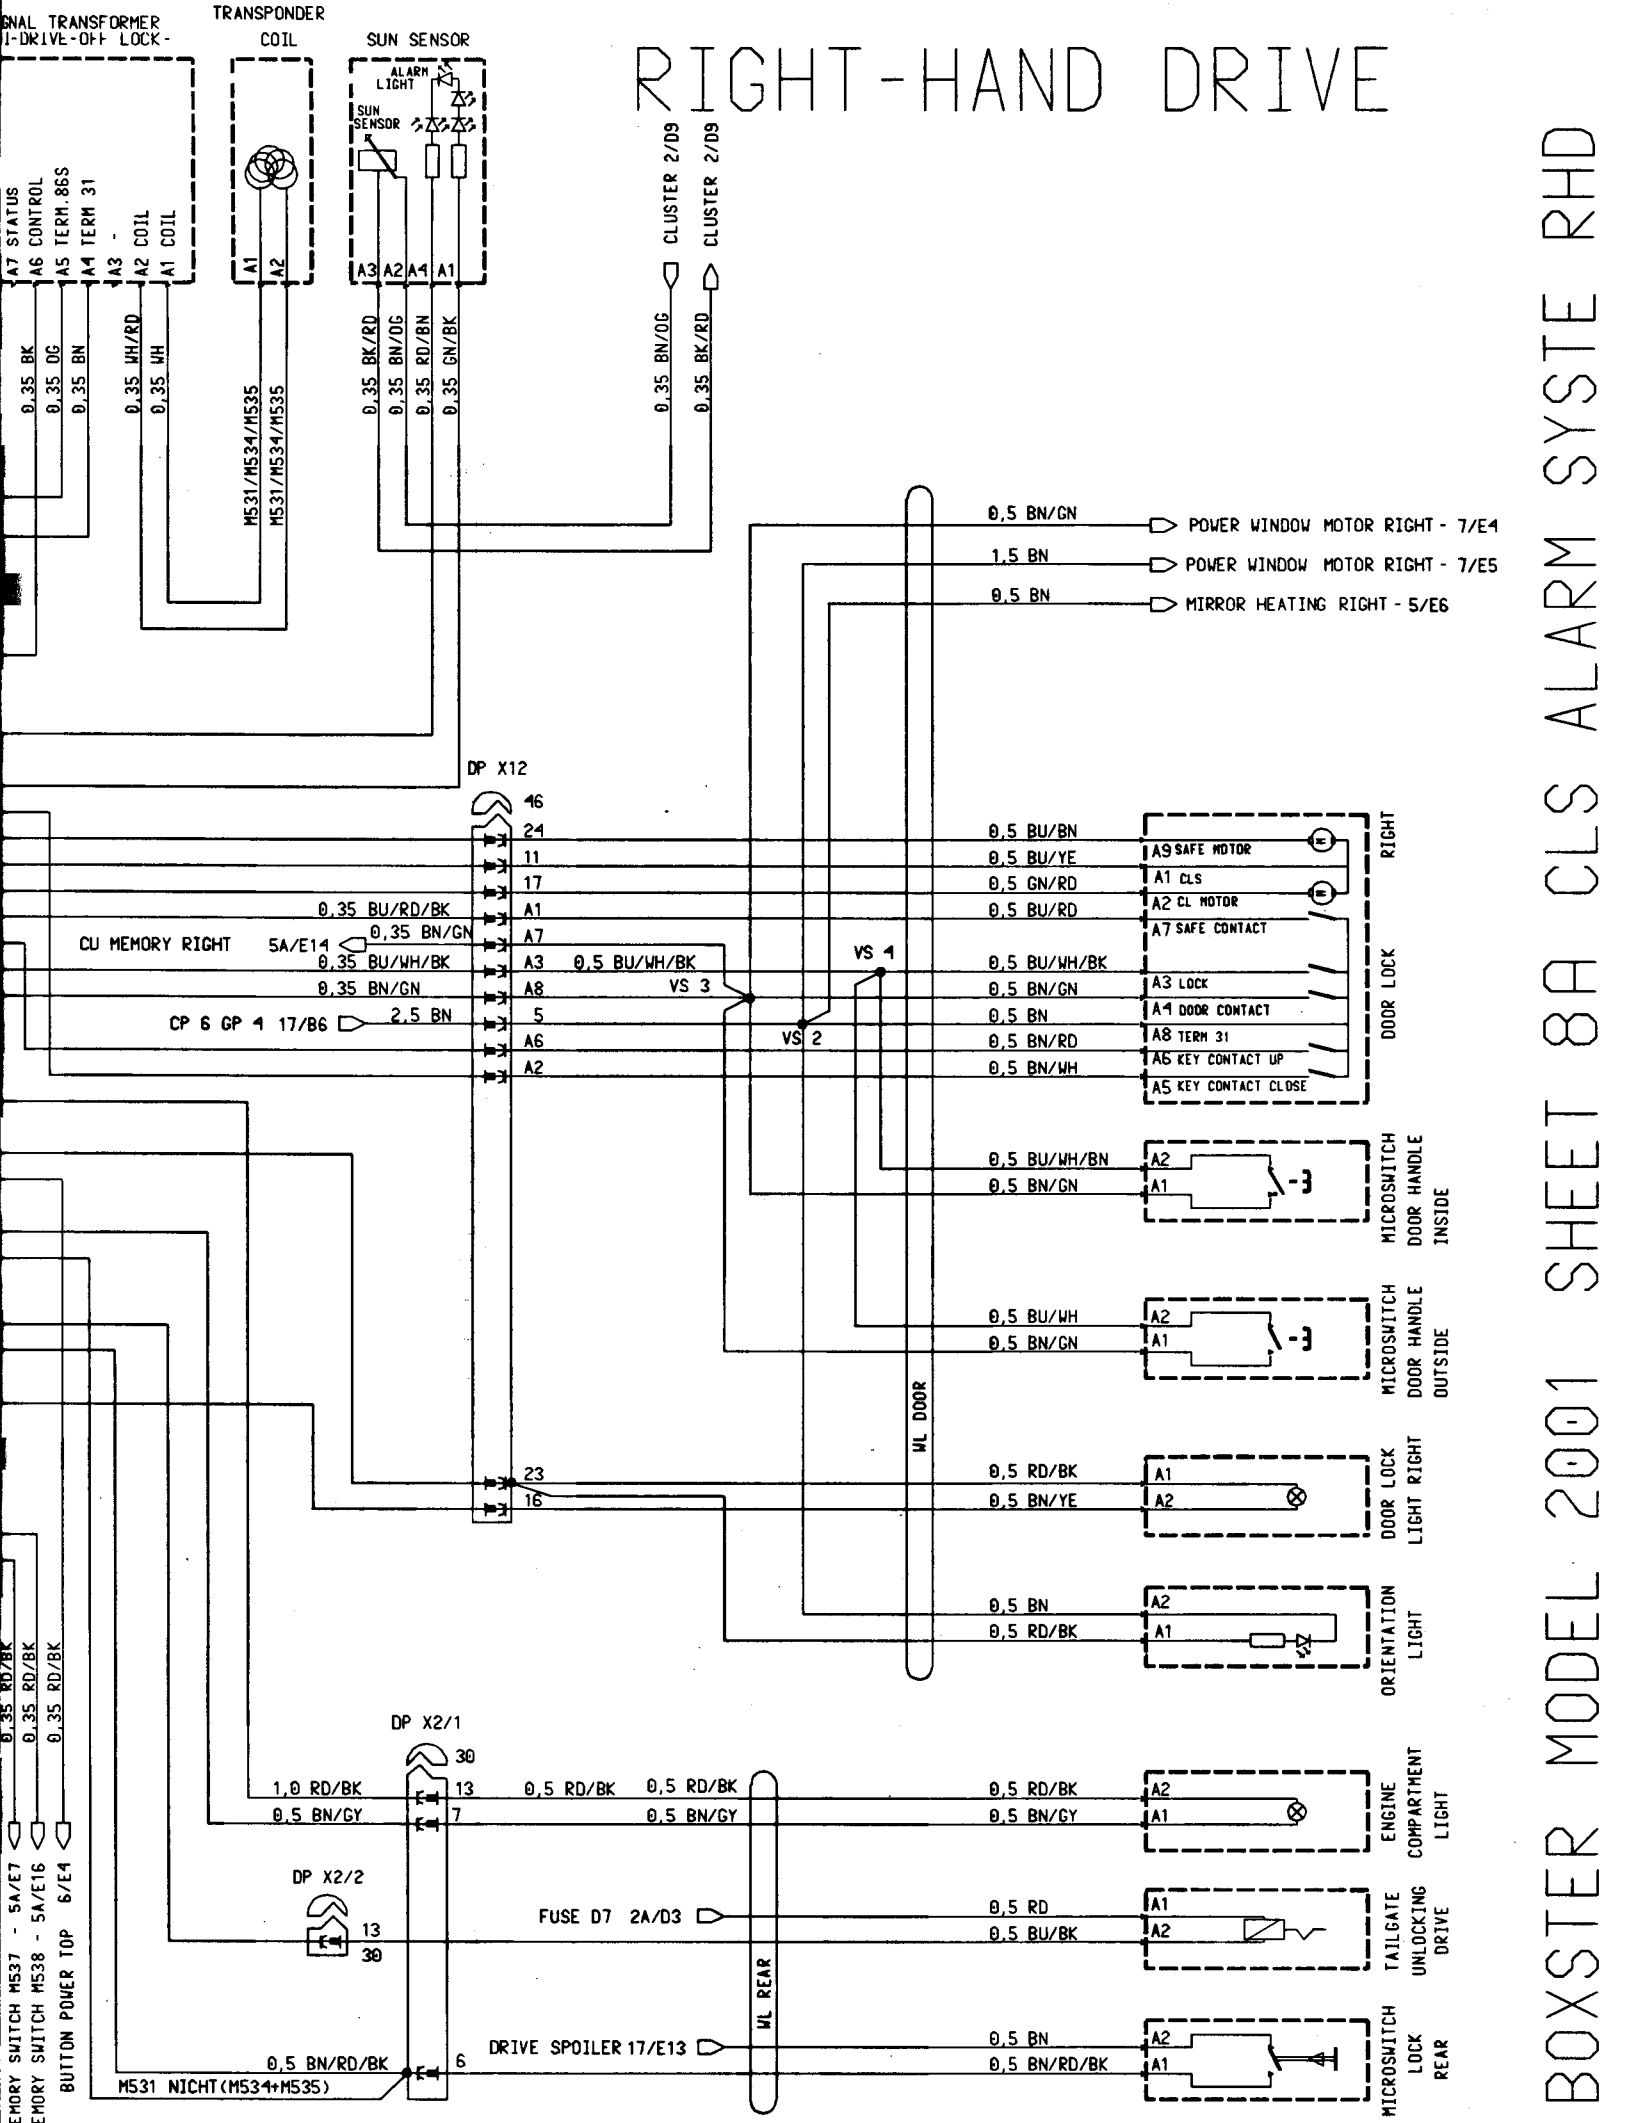 GNAL TRANSFORMER
I-DRIVE-OFF LOCK-
TRANSPONDER
COIL
SUN SENSOR
RIGHT-HAND DRIVE
ALARM
LIGHT
SUN
SENSOR
A7 STATUS
A6 CONTROL
A5 TERM.86S
A4 TERM 31
A3 -
A2 COIL
A1 COIL
A1
A2
A3 A2 A4 A1
CLUSTER 2/D9
CLUSTER 2/D9
0,35 BK
0,35 OG
0,35 BN
0,35 WH/RD
0,35 WH
M531/M534/M535
M531/M534/M535
0,35 BK/RD
0,35 BN/OG
0,35 RD/BN
0,35 GN/BK
0,35 BN/OG
0,35 BK/RD
0,5 BN/GN
POWER WINDOW MOTOR RIGHT - 7/E4
1,5 BN
POWER WINDOW MOTOR RIGHT - 7/E5
0,5 BN
MIRROR HEATING RIGHT - 5/E6
DP X12
46
24
0,5 BU/BN
A9 SAFE MOTOR
M
11
0,5 BU/YE
A1 CLS
17
0,5 GN/RD
A2 CL MOTOR
M
0,35 BU/RD/BK
A1
0,5 BU/RD
A7 SAFE CONTACT
CU MEMORY RIGHT 5A/E14
0,35 BN/GN
A7
VS 4
0,35 BU/WH/BK
A3
0,5 BU/WH/BK
0,5 BU/WH/BK
A3 LOCK
0,35 BN/GN
A8
VS 3
0,5 BN/GN
A4 DOOR CONTACT
CP 6 GP 4 17/B6
2,5 BN
5
VS 2
0,5 BN
A8 TERM 31
A6
0,5 BN/RD
A6 KEY CONTACT UP
A2
0,5 BN/WH
A5 KEY CONTACT CLOSE
RIGHT
DOOR LOCK
0,5 BU/WH/BN
A2
0,5 BN/GN
A1
MICROSWITCH
DOOR HANDLE
INSIDE
0,5 BU/WH
A2
0,5 BN/GN
A1
MICROSWITCH
DOOR HANDLE
OUTSIDE
WL DOOR
23
0,5 RD/BK
A1
16
0,5 BN/YE
A2
DOOR LOCK
LIGHT RIGHT
0,5 BN
A2
0,5 RD/BK
A1
ORIENTATION
LIGHT
0,35 RD/BK
0,35 RD/BK
0,35 RD/BK
DP X2/1
30
1,0 RD/BK
13
0,5 RD/BK
0,5 RD/BK
0,5 RD/BK
A2
0,5 BN/GY
7
0,5 BN/GY
0,5 BN/GY
A1
ENGINE
COMPARTMENT
LIGHT
DP X2/2
13
30
FUSE D7 2A/D3
0,5 RD
A1
0,5 BU/BK
A2
TAILGATE
UNLOCKING
DRIVE
WL REAR
DRIVE SPOILER 17/E13
0,5 BN
A2
0,5 BN/RD/BK
6
0,5 BN/RD/BK
A1
MICROSWITCH
LOCK
REAR
M531 NICHT(M534+M535)
EMORY SWITCH M537 - 5A/E7
EMORY SWITCH M538 - 5A/E16
BUTTON POWER TOP 6/E4
BOXSTER MODEL 2001 SHEET 8A CLS ALARM SYSTE RHD